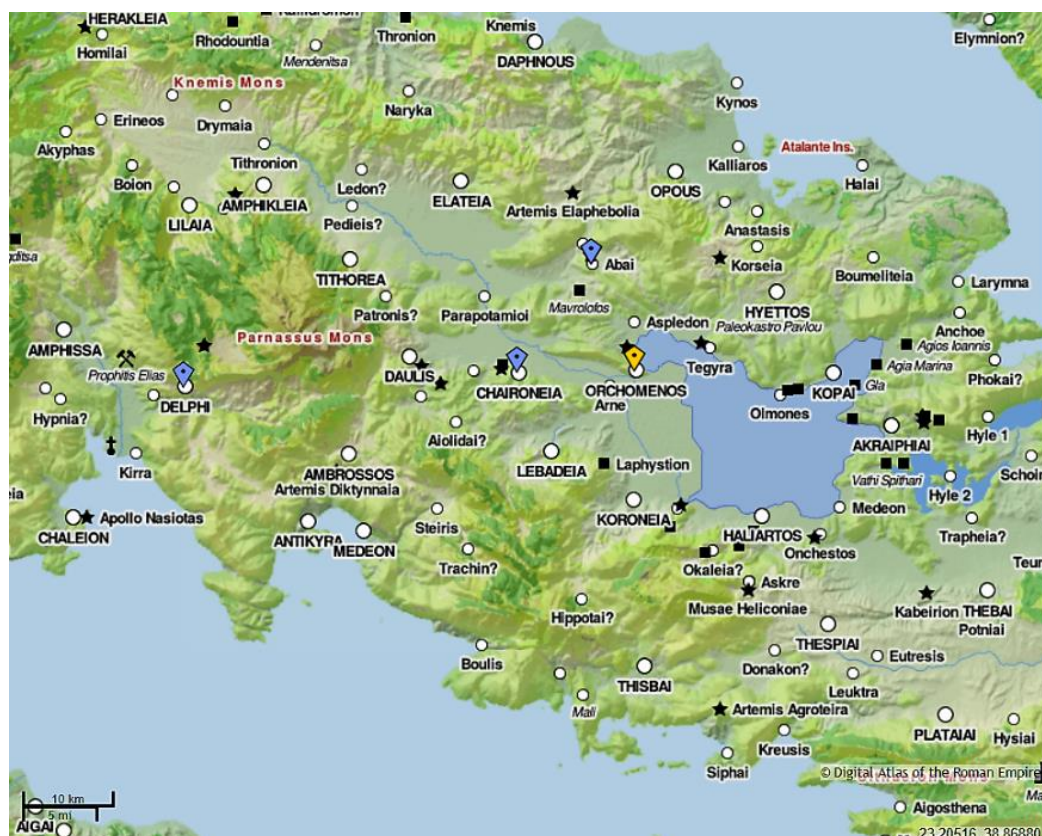 HERAKLEIA
Homilai
Rhodountia
Thronion
Mendenitsa
Knemis
DAPHNOUS
Elymnion?
Knemis Mons
Naryka
Kynos
Erineos
Drymaia
Akyphas
Tithronion
Kalliaros
Atalante Ins.
Boion
Ledon?
OPOUS
Halai
AMPHIKLEIA
ELATEIA
Artemis Elaphebolia
LILAIA
Pedieis?
Anastasis
Korseia
TITHOREA
Abai
Boumeliteia
Larymna
Patronis?
Parapotamioi
Mavrolofos
HYETTOS
Paleokastro Pavlou
Anchoe
Aspledon
Agios Ioannis
AMPHISSA
Parnassus Mons
Prophitis Elias
Tegyra
Agia Marina
Phokai?
DAULIS
CHAIRONEIA
ORCHOMENOS
Arne
KOPAI
Gla
DELPHI
Olmones
Hypnia?
Aiolidai?
AKRAIPHIAI
Hyle 1
Kirra
AMBROSSOS
Artemis Diktynnaia
LEBADEIA
Laphystion
Vathi Spithari
Schoin
Hyle 2
Apollo Nasiotas
CHALEION
Steiris
KORONEIA
Medeon
ANTIKYRA
MEDEON
HALIARTOS
Onchestos
Trapheia?
Trachin?
Okaleia?
Teur
Askre
Musae Heliconiae
Hippotai?
Kabeirion
THEBAI
Potniai
THESPIAI
Boulis
Donakon?
Eutresis
THISBAI
Leuktra
Mali
Artemis Agroteira
PLATAIAI
Hysiai
Kreusis
Siphai
© Digital Atlas of the Roman Empire
10 km
5 mi
AIGAI
Aigosthena
23.20516, 38.86880